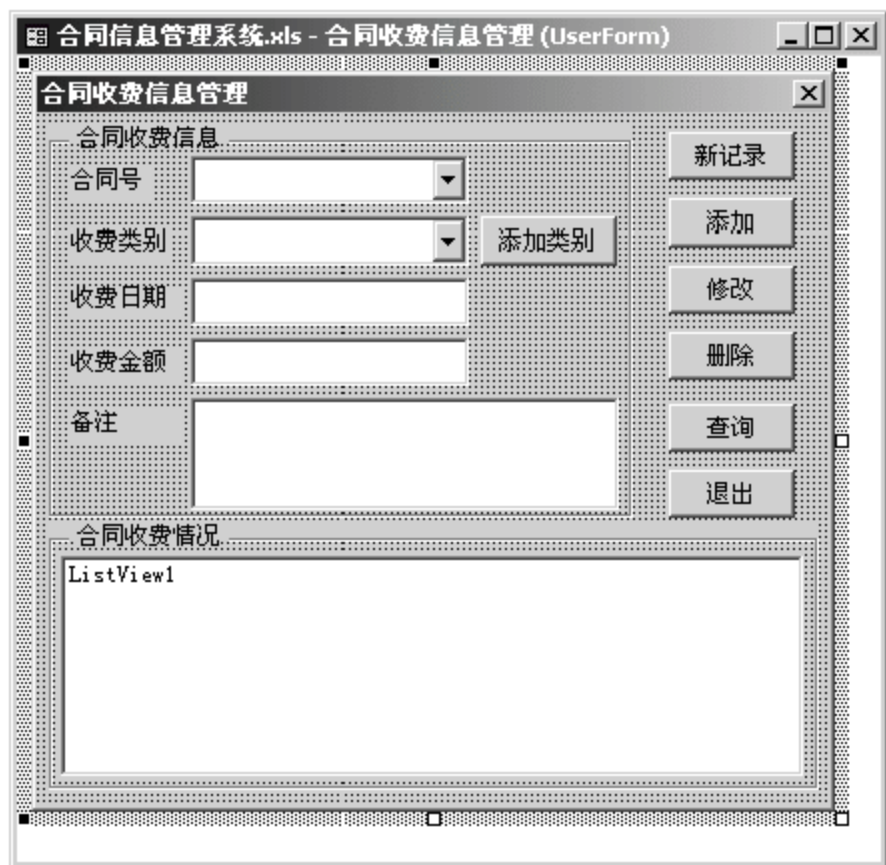 合同信息管理系统.xls - 合同收费信息管理 (UserForm)
合同收费信息管理
合同收费信息
合同号
收费类别
添加类别
收费日期
收费金额
备注
新记录
添加
修改
删除
查询
退出
合同收费情况
ListView1